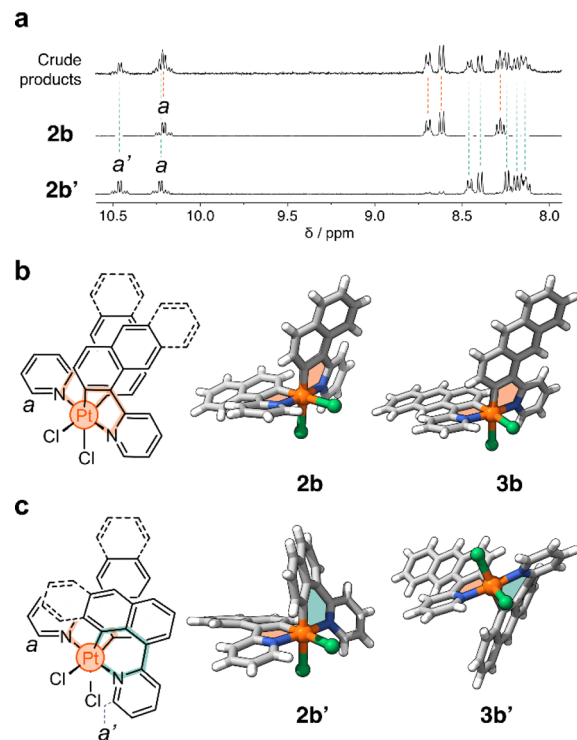 a
Crude
products
a
2b
a' a
2b'
10.5 10.0 9.5 9.0 8.5 8.0
δ / ppm
b
a
N
Pt
Cl
N
Cl
2b
3b
c
a
N
Pt
Cl
N
Cl
a'
2b'
3b'